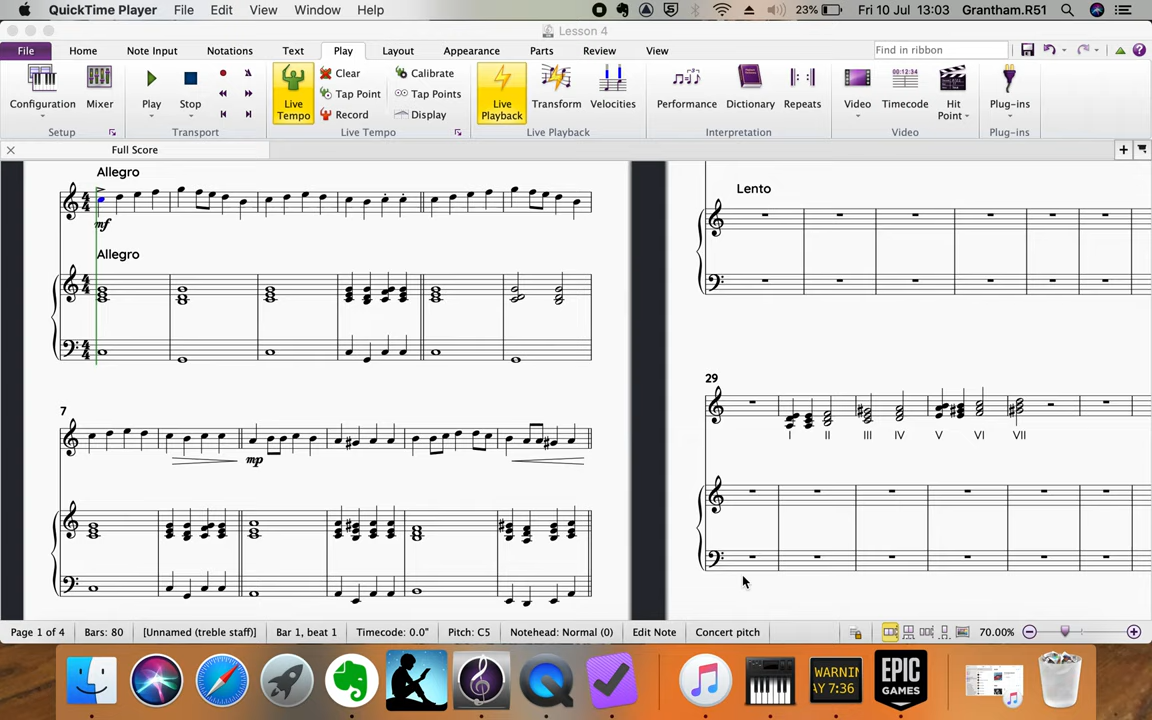 QuickTime Player File Edit View Window Help 23% Fri 10 Jul 13:03 Grantham.R51
Lesson 4
File Home Note Input Notations Text Play Layout Appearance Parts Review View Find in ribbon
Configuration Mixer Play Stop Live Tempo Clear Tap Point Record Calibrate Tap Points Display Live Playback Transform Velocities Performance Dictionary Repeats Video Timecode Hit Point Plug-ins
Setup Transport Live Tempo Live Playback Interpretation Video Plug-ins
Full Score
Allegro
mf
Allegro
7
mp
Lento
29
I II III IV V VI VII
Page 1 of 4 Bars: 80 [Unnamed (treble staff)] Bar 1, beat 1 Timecode: 0.0" Pitch: C5 Notehead: Normal (0) Edit Note Concert pitch 70.00%
WARNIN
AY 7:36
EPIC
GAMES